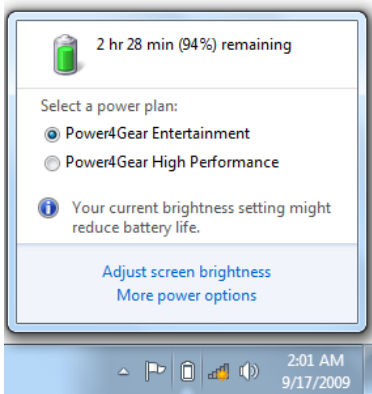 2 hr 28 min (94%) remaining
Select a power plan:
Power4Gear Entertainment
Power4Gear High Performance
Your current brightness setting might
reduce battery life.
Adjust screen brightness
More power options
2:01 AM
9/17/2009